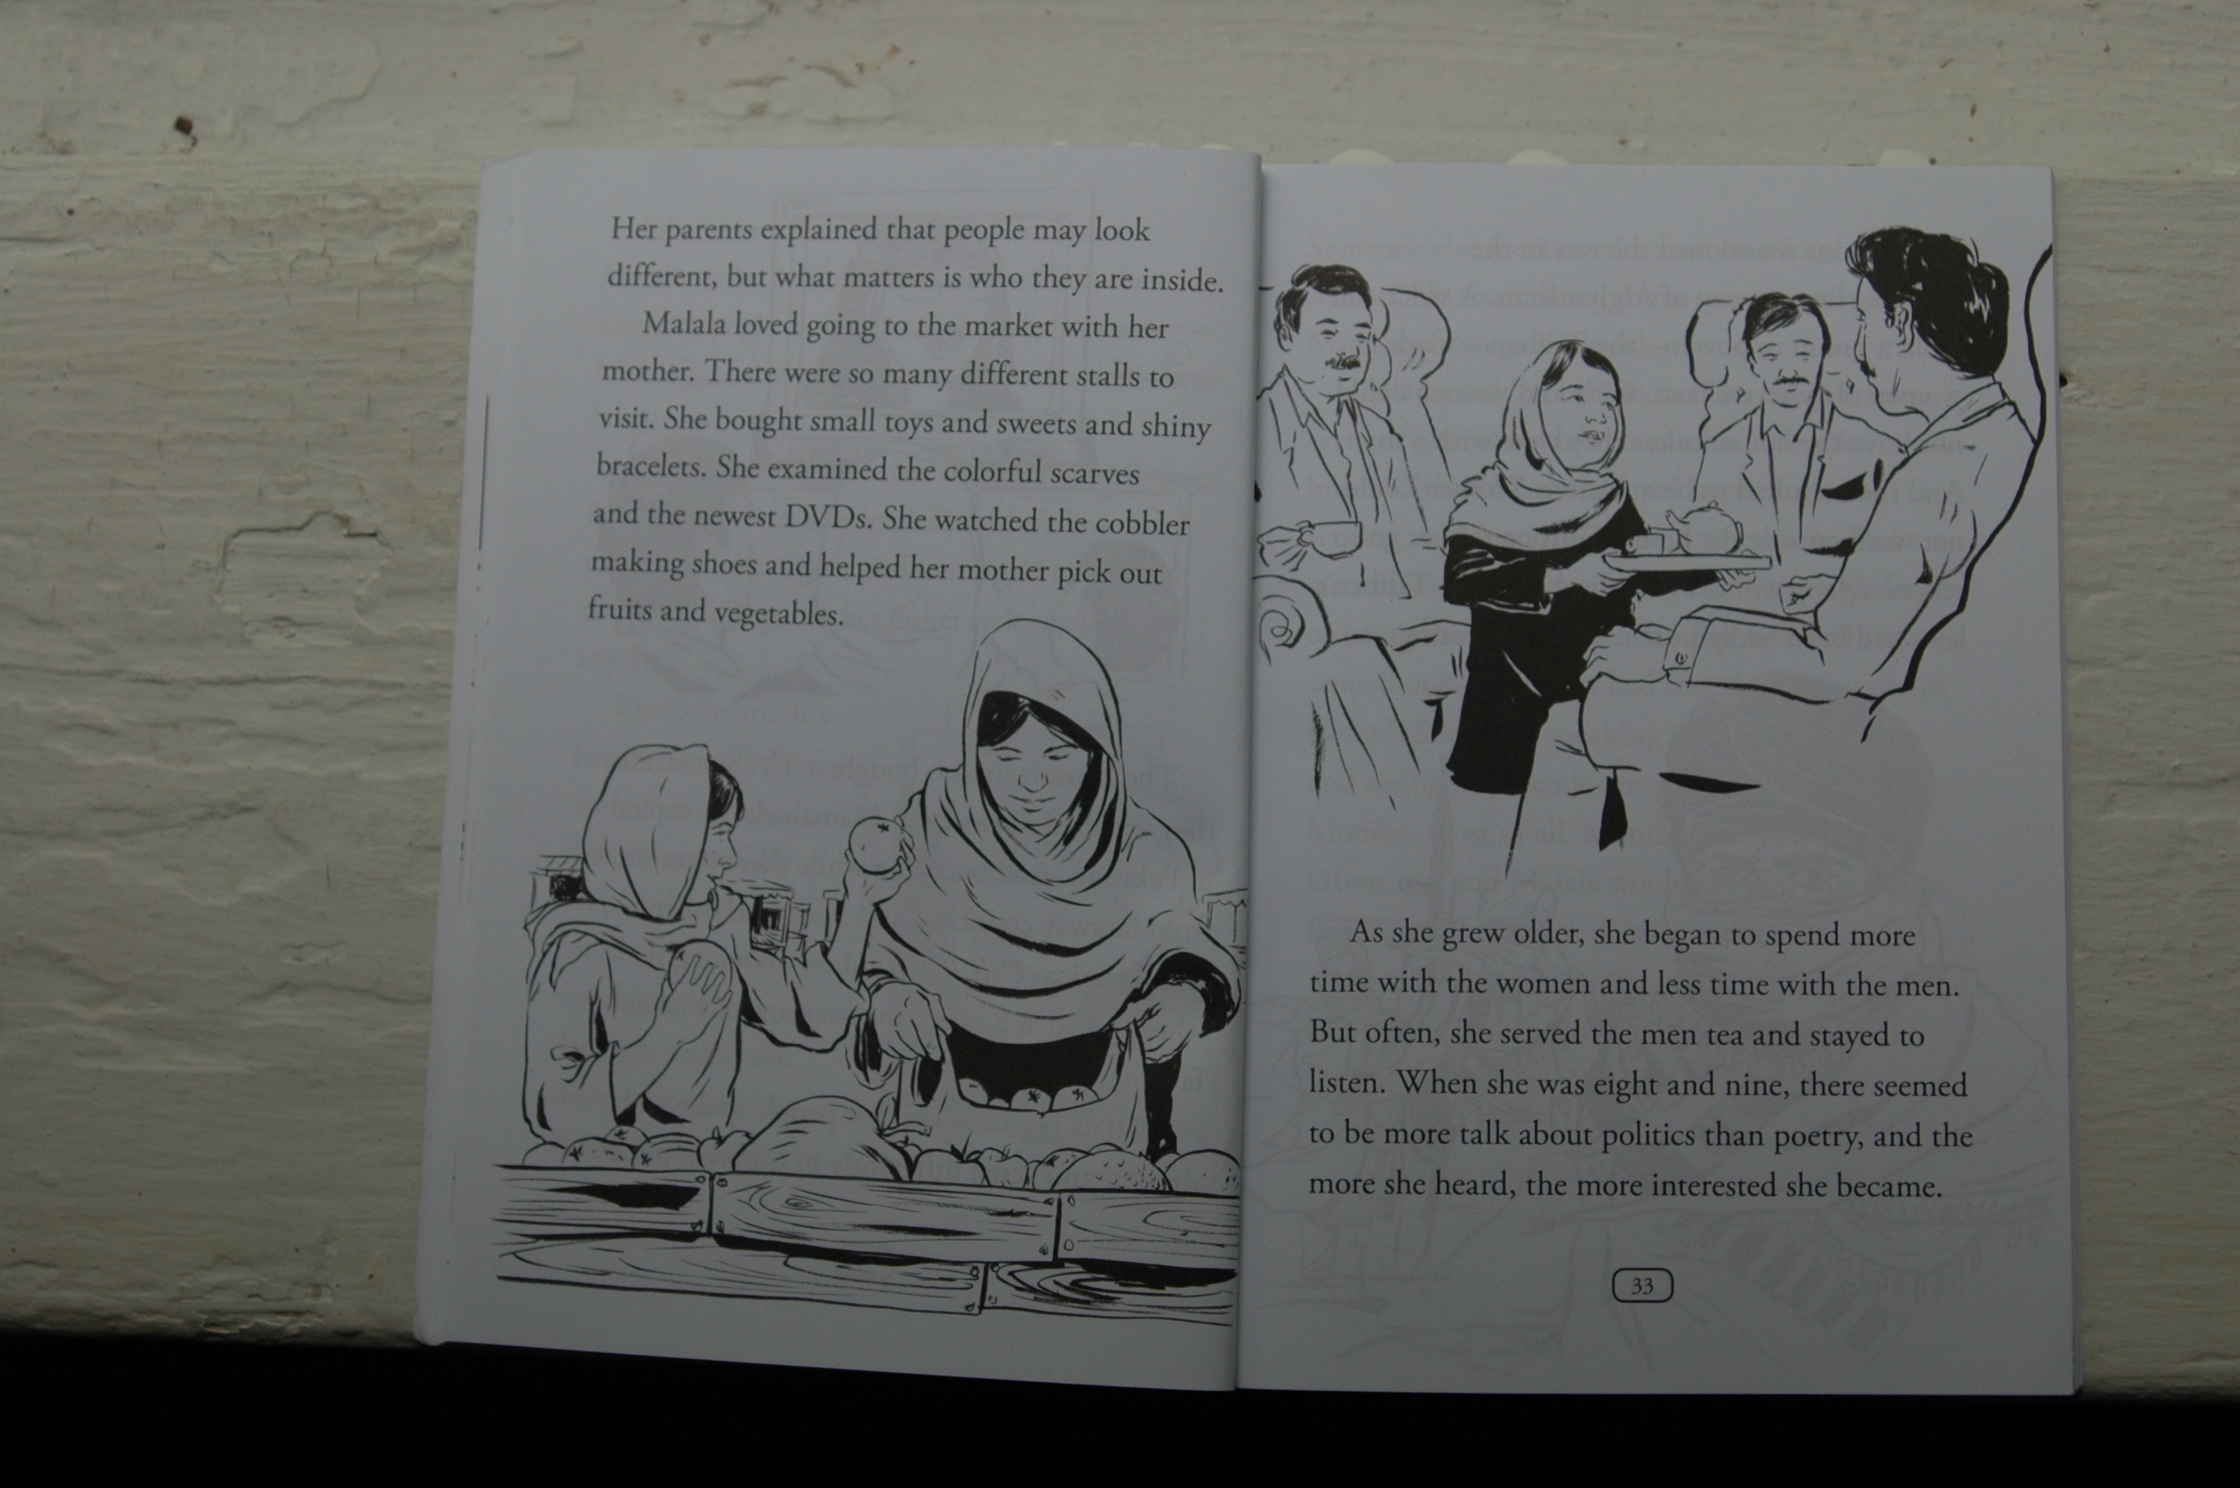 Her parents explained that people may look
different, but what matters is who they are inside.
Malala loved going to the market with her
mother. There were so many different stalls to
visit. She bought small toys and sweets and shiny
bracelets. She examined the colorful scarves
and the newest DVDs. She watched the cobbler
making shoes and helped her mother pick out
fruits and vegetables.
As she grew older, she began to spend more
time with the women and less time with the men.
But often, she served the men tea and stayed to
listen. When she was eight and nine, there seemed
to be more talk about politics than poetry, and the
more she heard, the more interested she became.
33